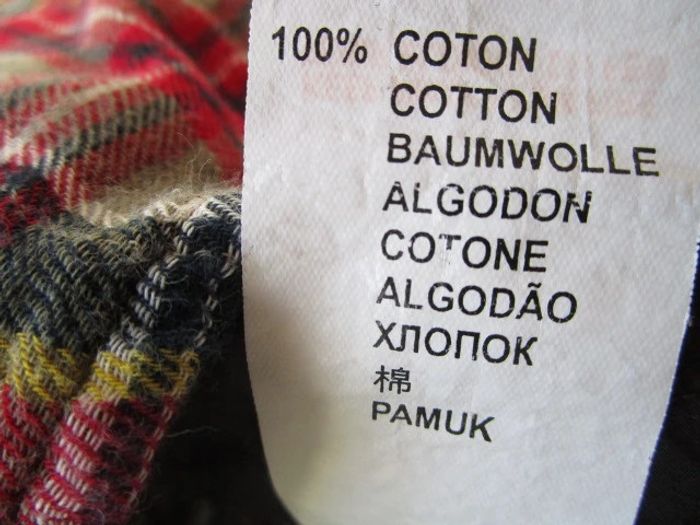 100% COTON
COTTON
BAUMWOLLE
ALGODON
COTONE
ALGODÃO
ХЛОПОК
棉
PAMUK